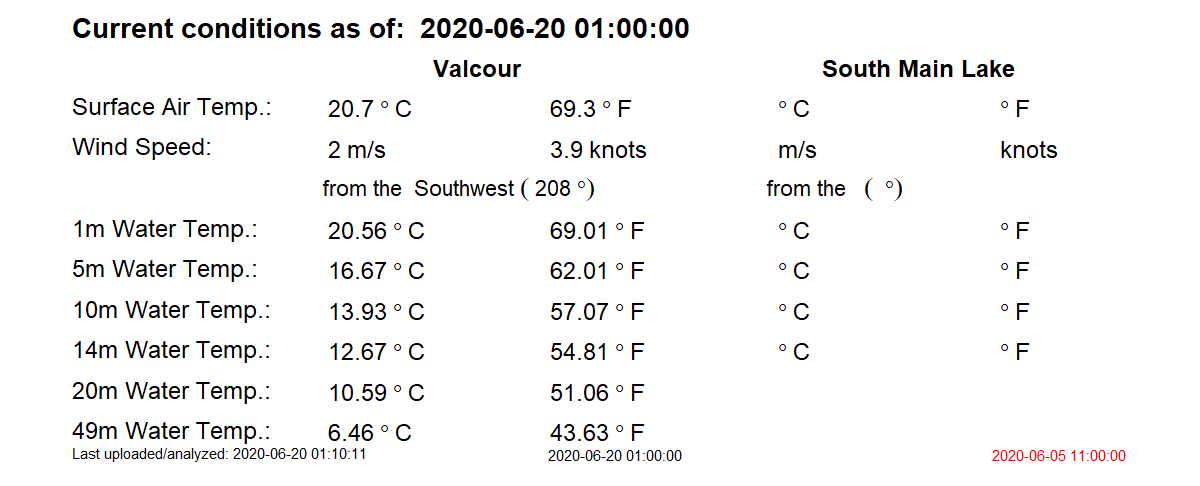 Current conditions as of: 2020-06-20 01:00:00
Valcour South Main Lake
Surface Air Temp.: 20.7 ° C 69.3 ° F ° C ° F
Wind Speed: 2 m/s 3.9 knots m/s knots
from the Southwest ( 208 °) from the ( °)
1m Water Temp.: 20.56 ° C 69.01 ° F ° C ° F
5m Water Temp.: 16.67 ° C 62.01 ° F ° C ° F
10m Water Temp.: 13.93 ° C 57.07 ° F ° C ° F
14m Water Temp.: 12.67 ° C 54.81 ° F ° C ° F
20m Water Temp.: 10.59 ° C 51.06 ° F
49m Water Temp.: 6.46 ° C 43.63 ° F
Last uploaded/analyzed: 2020-06-20 01:10:11 2020-06-20 01:00:00 2020-06-05 11:00:00